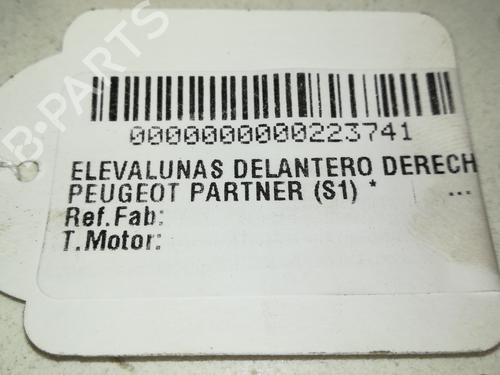 B-PARTS
0000000000223741
ELEVALUNAS DELANTERO DERECH
PEUGEOT PARTNER (S1) * ...
Ref.Fab:
T.Motor: